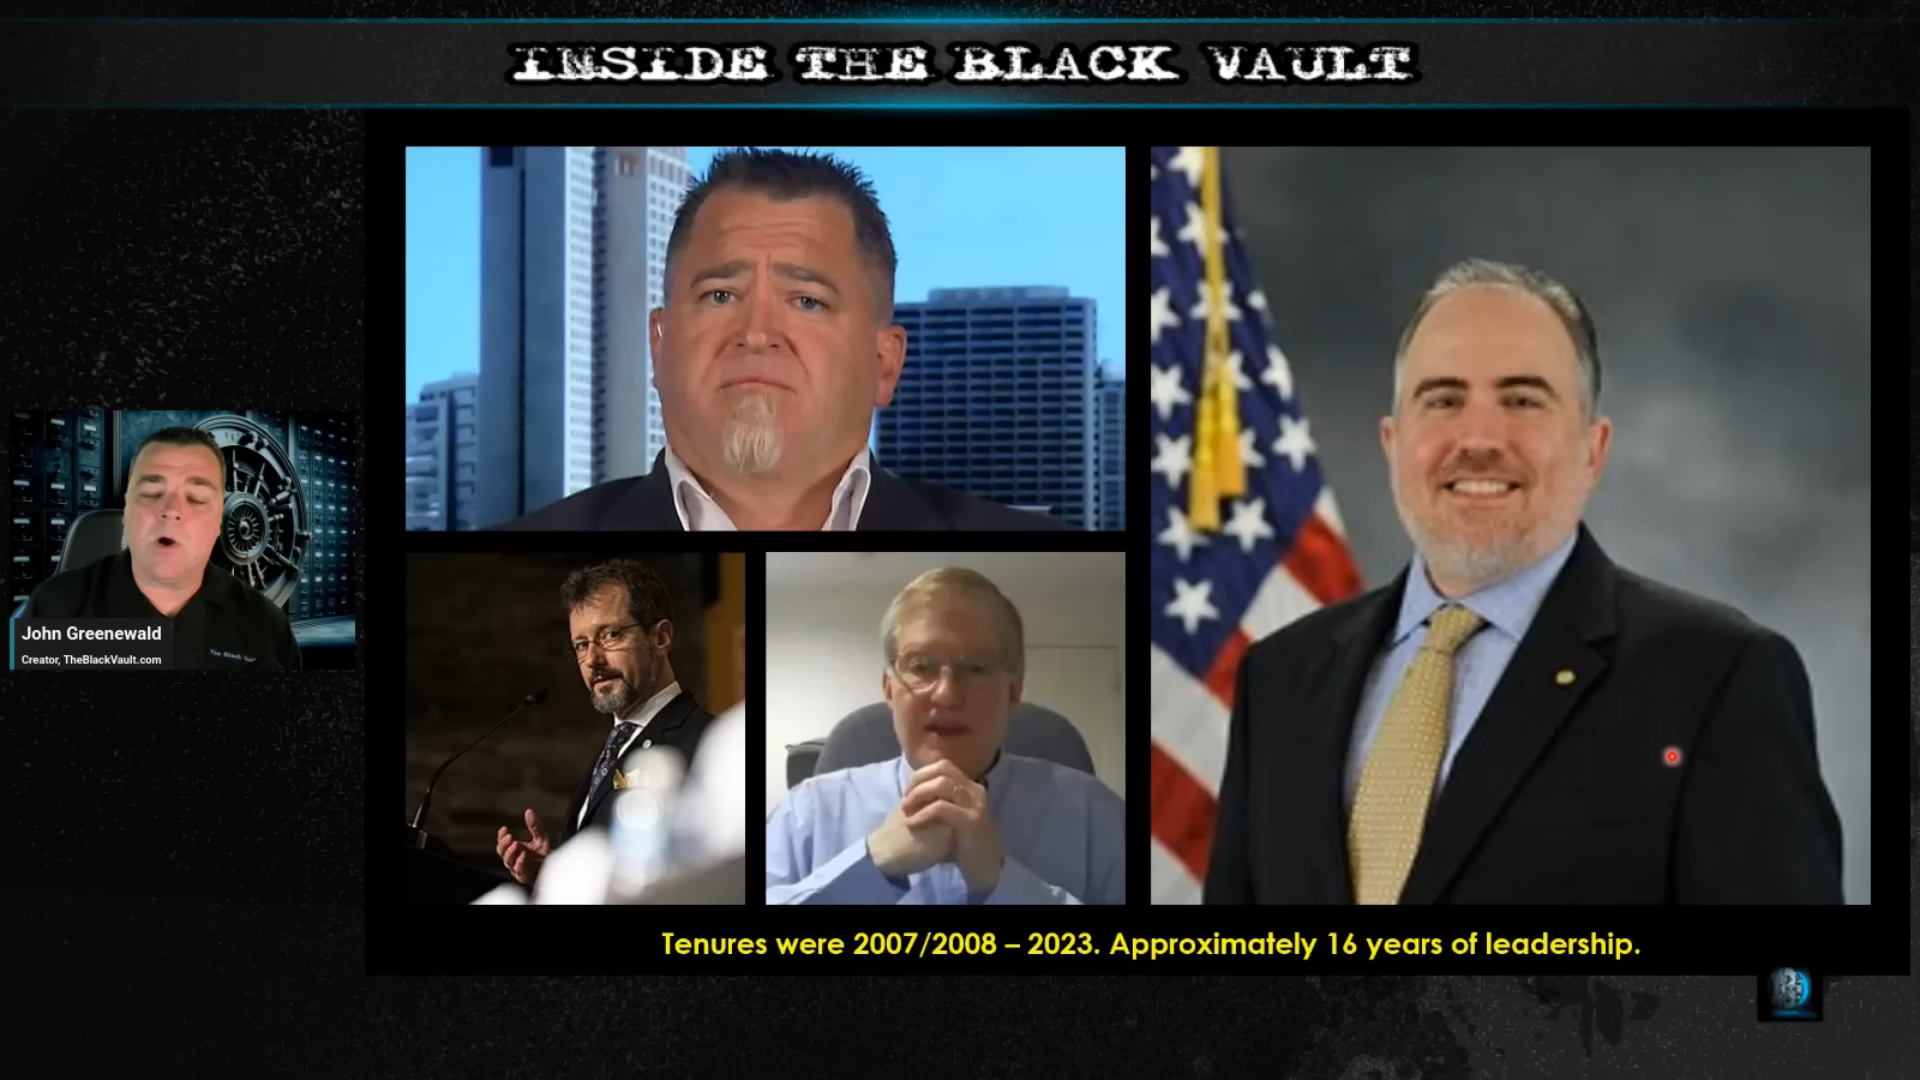 INSIDE THE BLACK VAULT
John Greenewald
Creator, TheBlackVault.com
Tenures were 2007/2008 – 2023. Approximately 16 years of leadership.